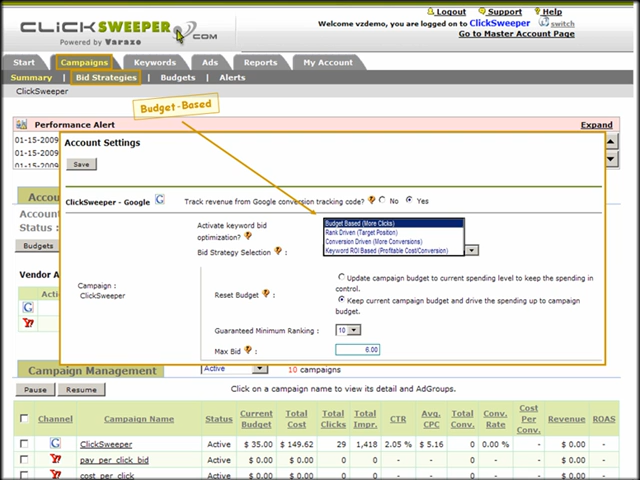 CLICKSWEEPER.COM
Powered by Varazo
Logout Support Help
Welcome vzdemo, you are logged on to ClickSweeper switch
Go to Master Account Page
Start Campaigns Keywords Ads Reports My Account
Summary | Bid Strategies | Budgets | Alerts
ClickSweeper
Budget-Based
Performance Alert Expand
01-15-2009
01-15-2009
01-15-2009
Account Settings
Save
ClickSweeper - Google G Track revenue from Google conversion tracking code? No Yes
Activate keyword bid optimization?
Budget Based (More Clicks)
Rank Driven (Target Position)
Conversion Driven (More Conversions)
Keyword ROI Based (Profitable Cost/Conversion)
Bid Strategy Selection :
Campaign :
ClickSweeper
Reset Budget :
Update campaign budget to current spending level to keep the spending in
control.
Keep current campaign budget and drive the spending up to campaign
budget.
Guaranteed Minimum Ranking : 10
Max Bid : 6.00
Accou
Account
Status :
Budgets
Vendor A
Acti
G
Y!
Campaign Management Active 10 campaigns
Pause Resume Click on a campaign name to view its detail and AdGroups.
Channel Campaign Name Status Current Budget Total Cost Total Clicks Total Impr. CTR Avg. CPC Total Conv. Conv. Rate Cost Per Conv. Revenue ROAS
G ClickSweeper Active $ 35.00 $ 149.62 29 1,418 2.05 % $ 5.16 0 0.00 % - $ 0.00 -
Y! pay_per_click_bid Active $ 0.00 $ 0.00 0 0 - - 0 - - $ 0.00 -
Y! cost_per_click Active $ 0.00 $ 0.00 0 0 - - 0 - - $ 0.00 -